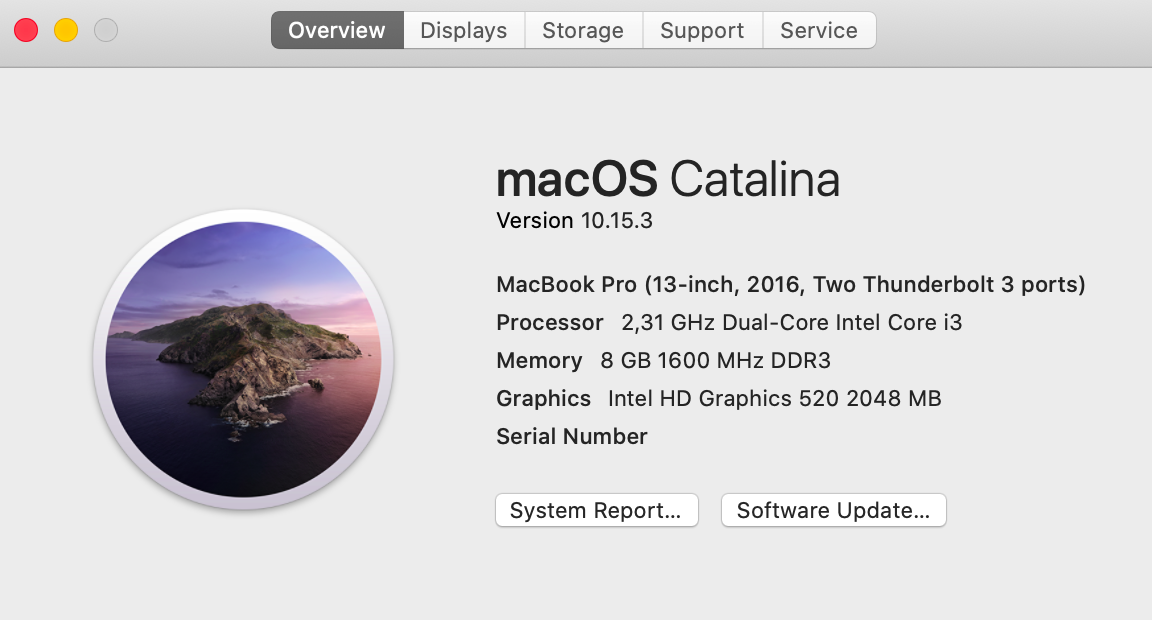 Overview Displays Storage Support Service
macOS Catalina
Version 10.15.3
MacBook Pro (13-inch, 2016, Two Thunderbolt 3 ports)
Processor 2,31 GHz Dual-Core Intel Core i3
Memory 8 GB 1600 MHz DDR3
Graphics Intel HD Graphics 520 2048 MB
Serial Number
System Report... Software Update...